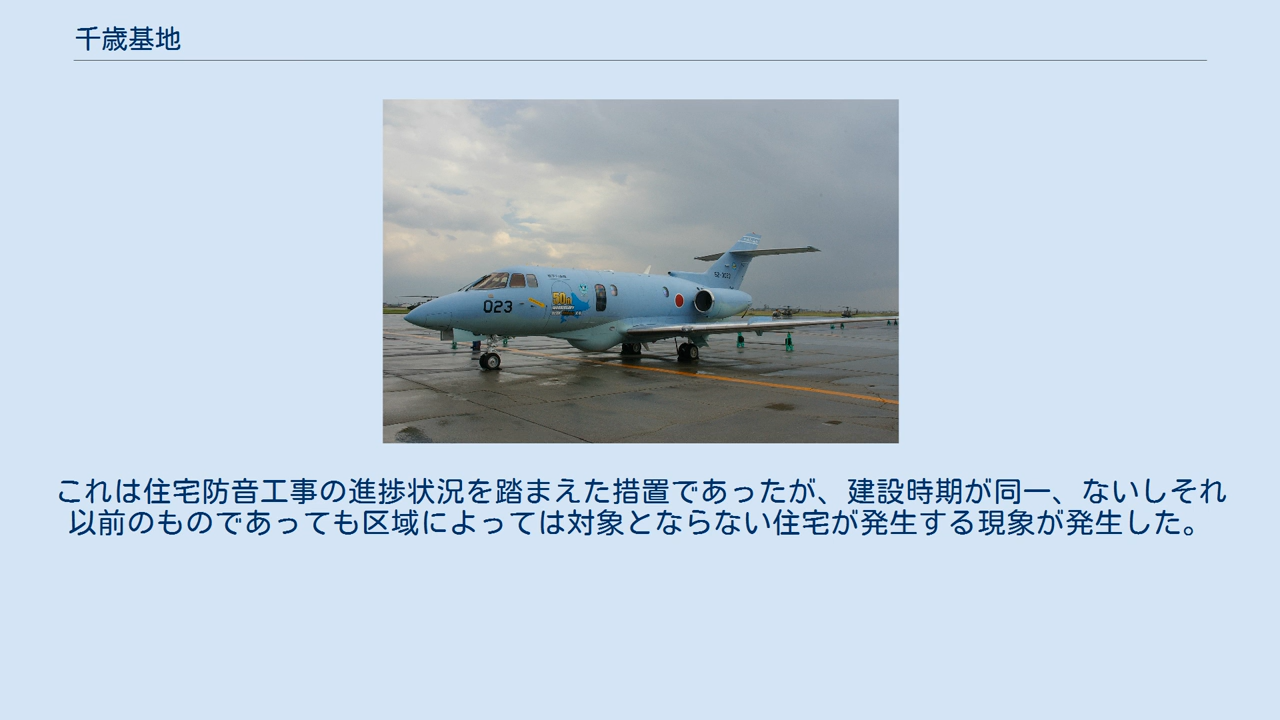 千歳基地
023
50th
これは住宅防音工事の進捗状況を踏まえた措置であったが、建設時期が同一、ないしそれ
以前のものであっても区域によっては対象とならない住宅が発生する現象が発生した。